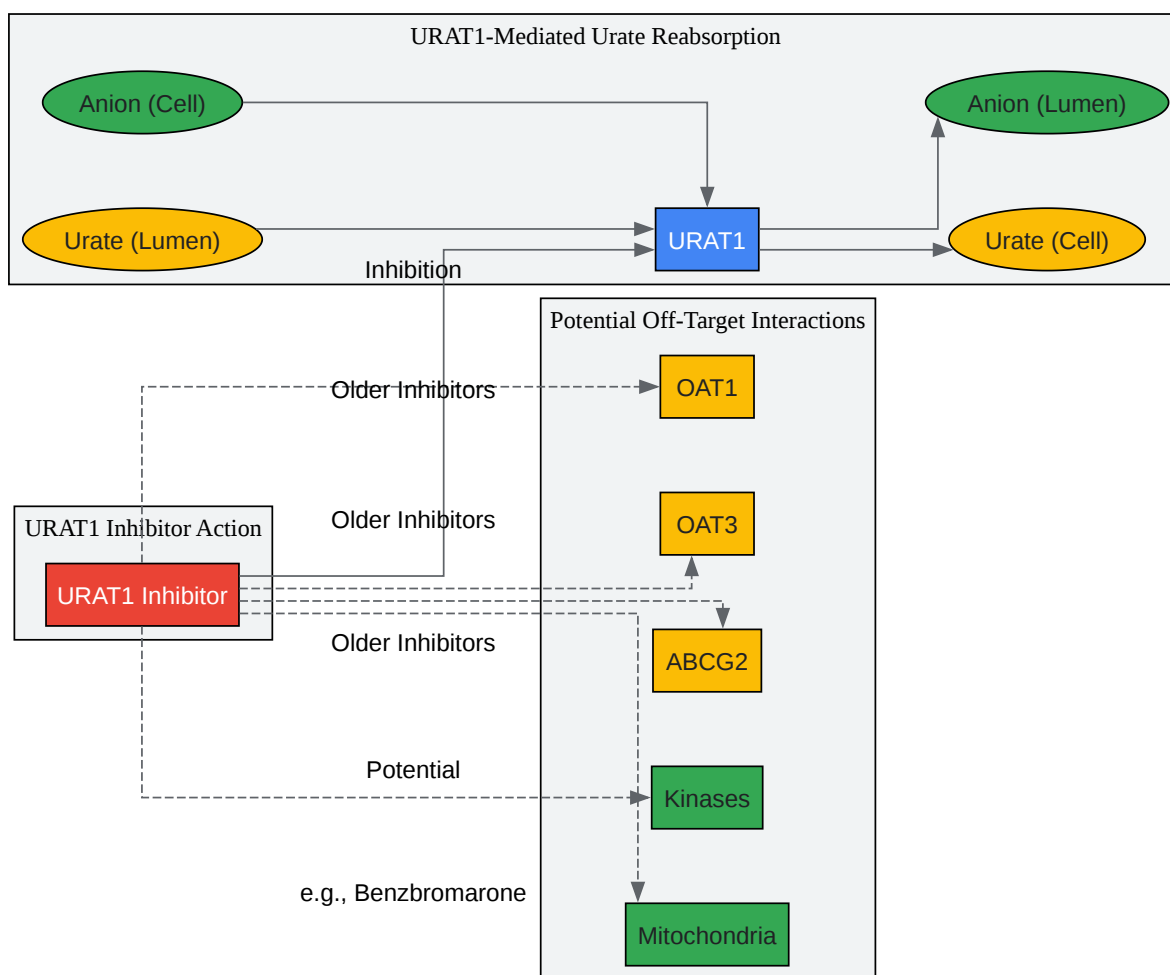 URAT1-Mediated Urate Reabsorption
Anion (Cell)
Anion (Lumen)
Urate (Lumen)
URAT1
Urate (Cell)
Inhibition
Potential Off-Target Interactions
Older Inhibitors
OAT1
URAT1 Inhibitor Action
Older Inhibitors
OAT3
URAT1 Inhibitor
Older Inhibitors
ABCG2
Potential
Kinases
e.g., Benzbromarone
Mitochondria